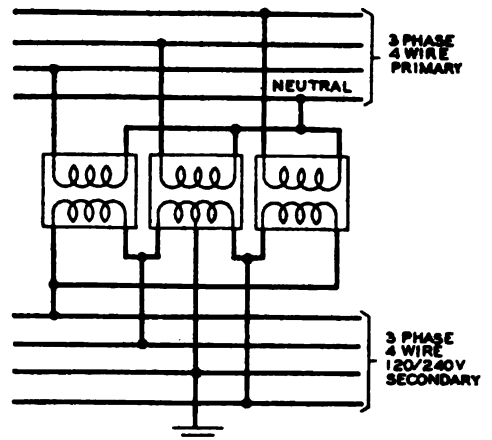 3 PHASE
4 WIRE
PRIMARY
NEUTRAL
3 PHASE
4 WIRE
120/240V
SECONDARY